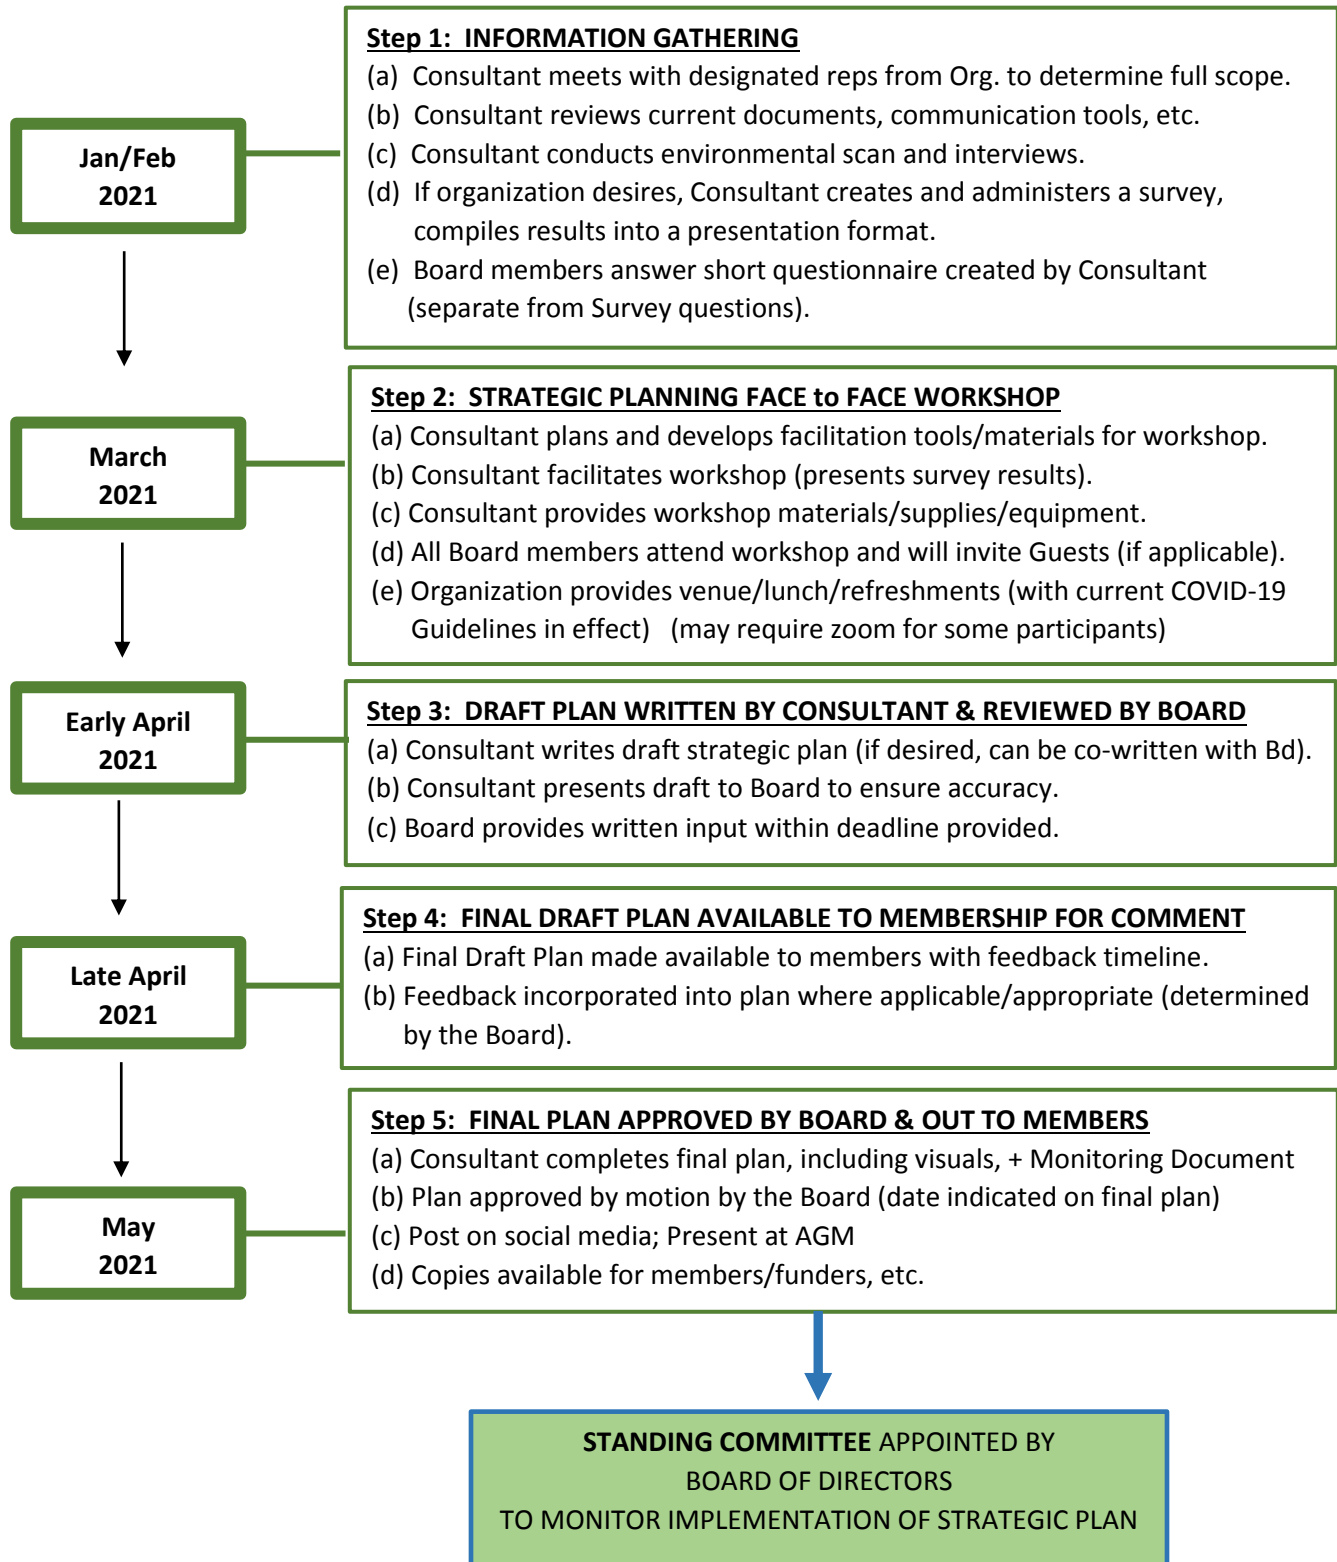 Jan/Feb
2021
Step 1: INFORMATION GATHERING
(a) Consultant meets with designated reps from Org. to determine full scope.
(b) Consultant reviews current documents, communication tools, etc.
(c) Consultant conducts environmental scan and interviews.
(d) If organization desires, Consultant creates and administers a survey,
compiles results into a presentation format.
(e) Board members answer short questionnaire created by Consultant
(separate from Survey questions).
March
2021
Step 2: STRATEGIC PLANNING FACE to FACE WORKSHOP
(a) Consultant plans and develops facilitation tools/materials for workshop.
(b) Consultant facilitates workshop (presents survey results).
(c) Consultant provides workshop materials/supplies/equipment.
(d) All Board members attend workshop and will invite Guests (if applicable).
(e) Organization provides venue/lunch/refreshments (with current COVID-19
Guidelines in effect) (may require zoom for some participants)
Early April
2021
Step 3: DRAFT PLAN WRITTEN BY CONSULTANT & REVIEWED BY BOARD
(a) Consultant writes draft strategic plan (if desired, can be co-written with Bd).
(b) Consultant presents draft to Board to ensure accuracy.
(c) Board provides written input within deadline provided.
Late April
2021
Step 4: FINAL DRAFT PLAN AVAILABLE TO MEMBERSHIP FOR COMMENT
(a) Final Draft Plan made available to members with feedback timeline.
(b) Feedback incorporated into plan where applicable/appropriate (determined
by the Board).
May
2021
Step 5: FINAL PLAN APPROVED BY BOARD & OUT TO MEMBERS
(a) Consultant completes final plan, including visuals, + Monitoring Document
(b) Plan approved by motion by the Board (date indicated on final plan)
(c) Post on social media; Present at AGM
(d) Copies available for members/funders, etc.
STANDING COMMITTEE APPOINTED BY
BOARD OF DIRECTORS
TO MONITOR IMPLEMENTATION OF STRATEGIC PLAN